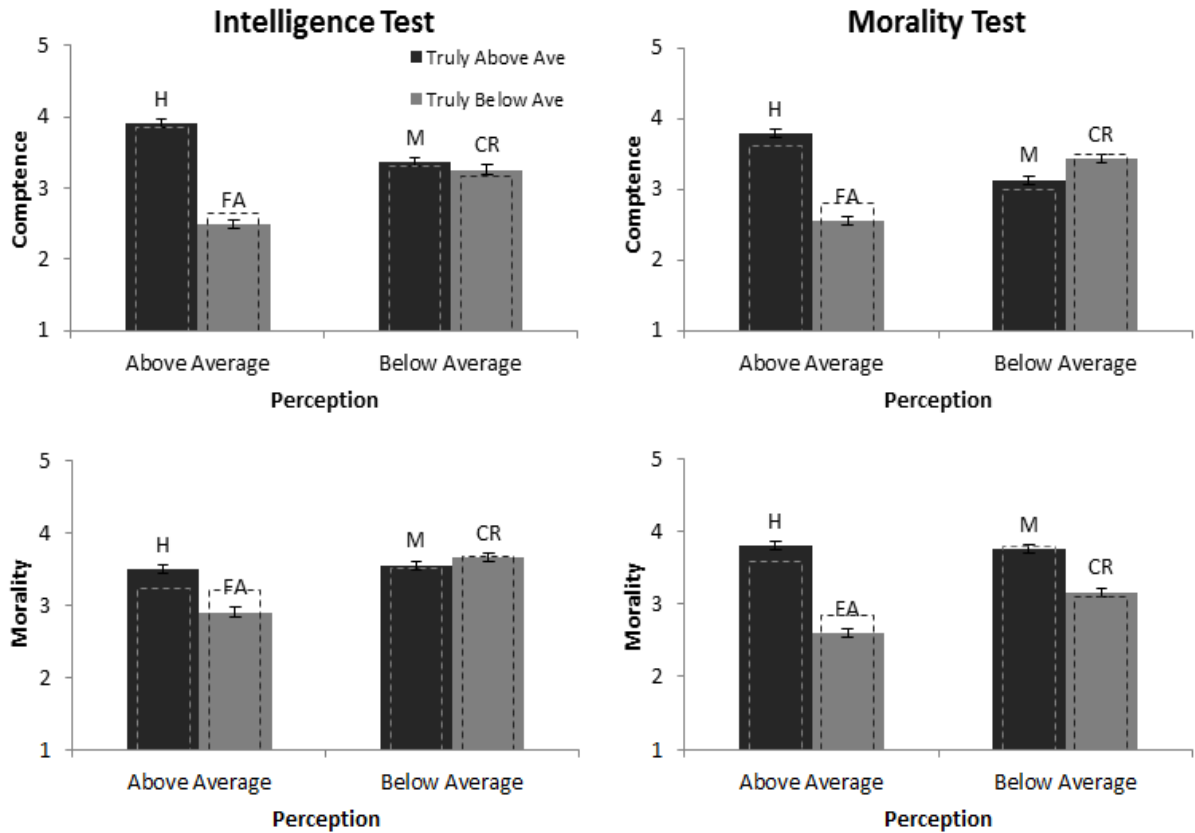 Intelligence Test
5
4
3
2
1
Comptence
Truly Above Ave
Truly Below Ave
H
FA
M
CR
Above Average
Below Average
Perception
Morality Test
5
4
3
2
1
Comptence
H
FA
M
CR
Above Average
Below Average
Perception
5
4
3
2
1
Morality
H
FA
M
CR
Above Average
Below Average
Perception
5
4
3
2
1
Morality
H
FA
M
CR
Above Average
Below Average
Perception